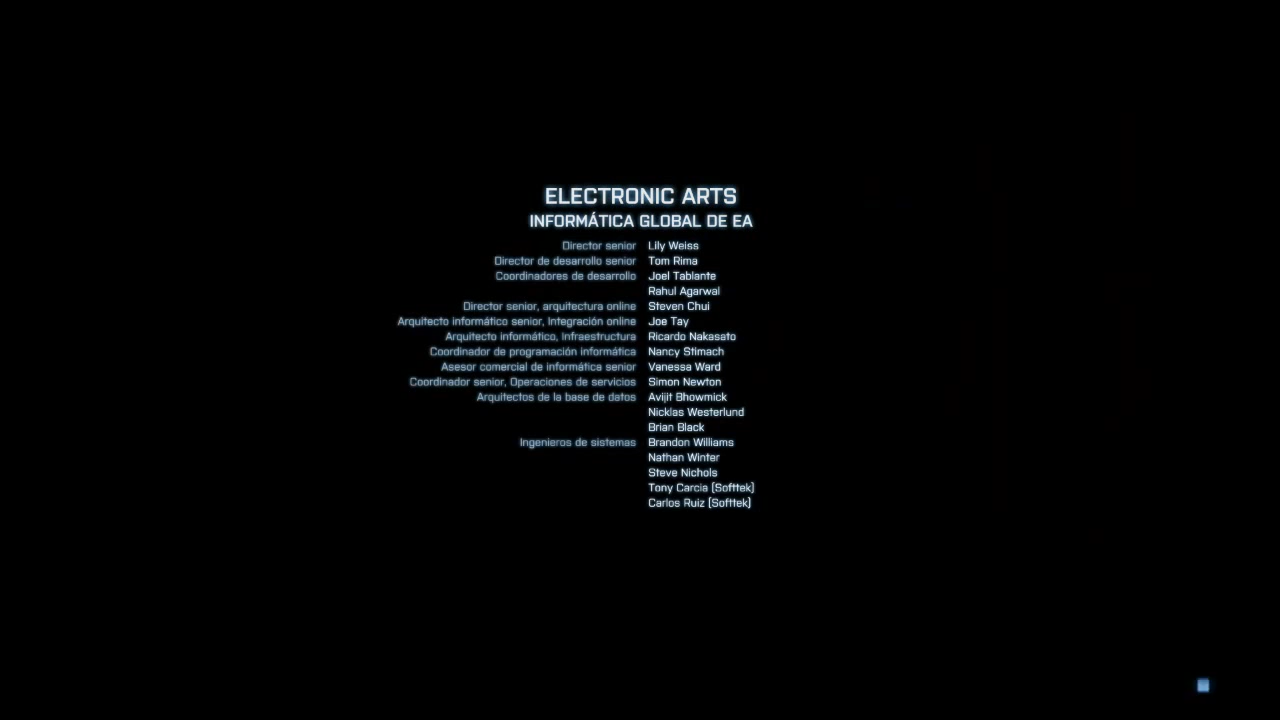 ELECTRONIC ARTS
INFORMÁTICA GLOBAL DE EA
Director senior Lily Weiss
Director de desarrollo senior Tom Rima
Coordinadores de desarrollo Joel Tablante
Rahul Agarwal
Director senior, arquitectura online Steven Chui
Arquitecto informático senior, Integración online Joe Tay
Arquitecto informático, Infraestructura Ricardo Nakasato
Coordinador de programación informática Nancy Stimach
Asesor comercial de informática senior Vanessa Ward
Coordinador senior, Operaciones de servicios Simon Newton
Arquitectos de la base de datos Avijit Bhowmick
Nicklas Westerlund
Brian Black
Ingenieros de sistemas Brandon Williams
Nathan Winter
Steve Nichols
Tony Carcia (Softtek)
Carlos Ruiz (Softtek)